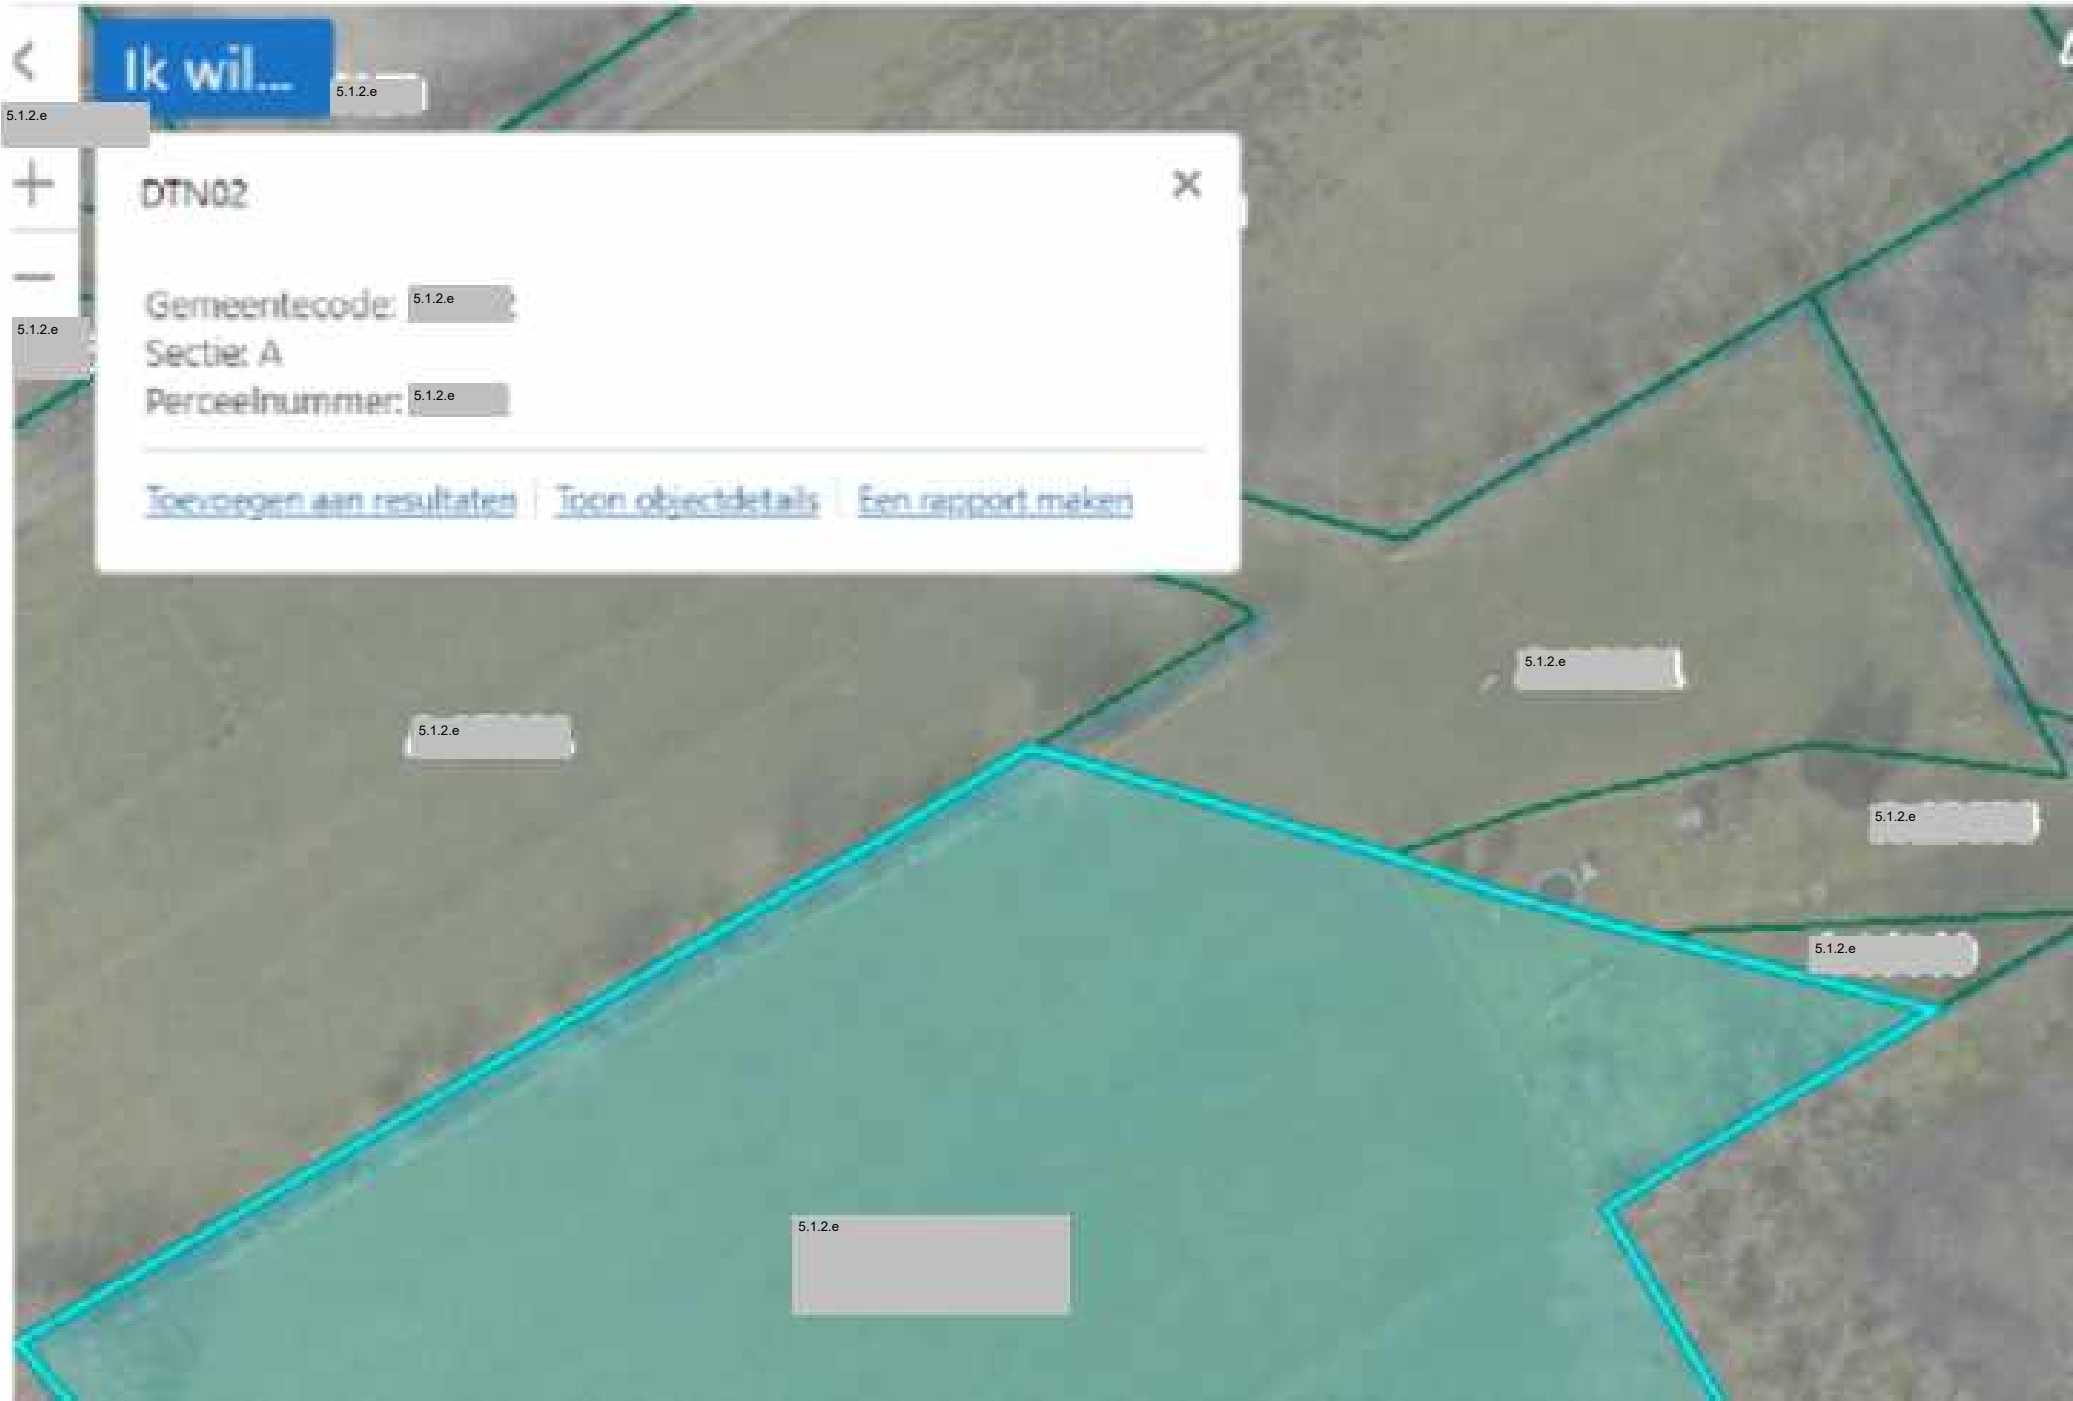 Ik wil...
5.1.2.e
5.1.2.e
DTN02
Gemeentecode: 5.1.2.e
5.1.2.e
Sectie: A
Perceelnummer: 5.1.2.e
Toevoegen aan resultaten Toon objectdetails Een rapport maken
5.1.2.e
5.1.2.e
5.1.2.e
5.1.2.e
5.1.2.e